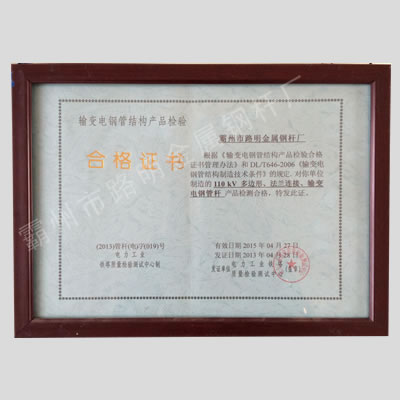 输变电钢管结构产品检验
合格证书
(2013)管杆(电)字(019)号
电力工业
铁塔质量检验测试中心制
霸州市路明金属钢杆厂
根据《输变电钢管结构产品检验合格
证书管理办法》和 DL/T646-2006《输变电
钢管结构制造技术条件》的规定,对你单位
制造的 110 kV 多边型、法兰连接、输变
电钢管杆 产品检测合格,特发此证。
有效日期 2015 年 04 月 27 日
发证日期 2013 年 04 月 28 日
电力工业铁塔
发证单位 质量检验测试中心 (盖章)
霸州市路明金属钢杆厂